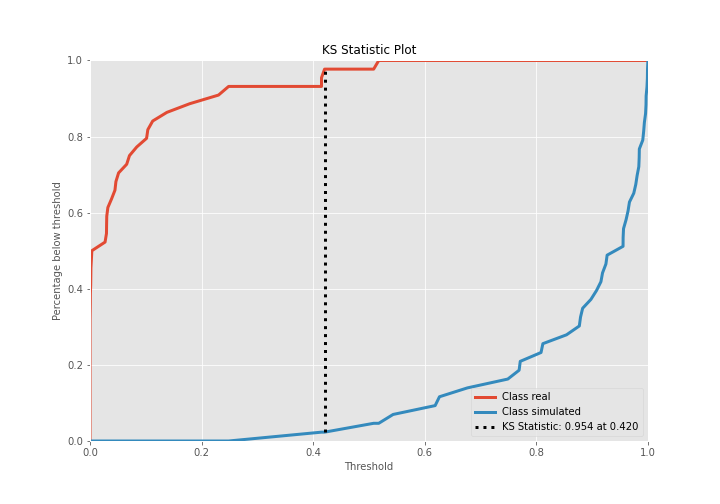 KS Statistic Plot
1.0
0.8
0.6
0.4
0.2
0.0
Percentage below threshold
0.0 0.2 0.4 0.6 0.8 1.0
Threshold
Class real
Class simulated
KS Statistic: 0.954 at 0.420